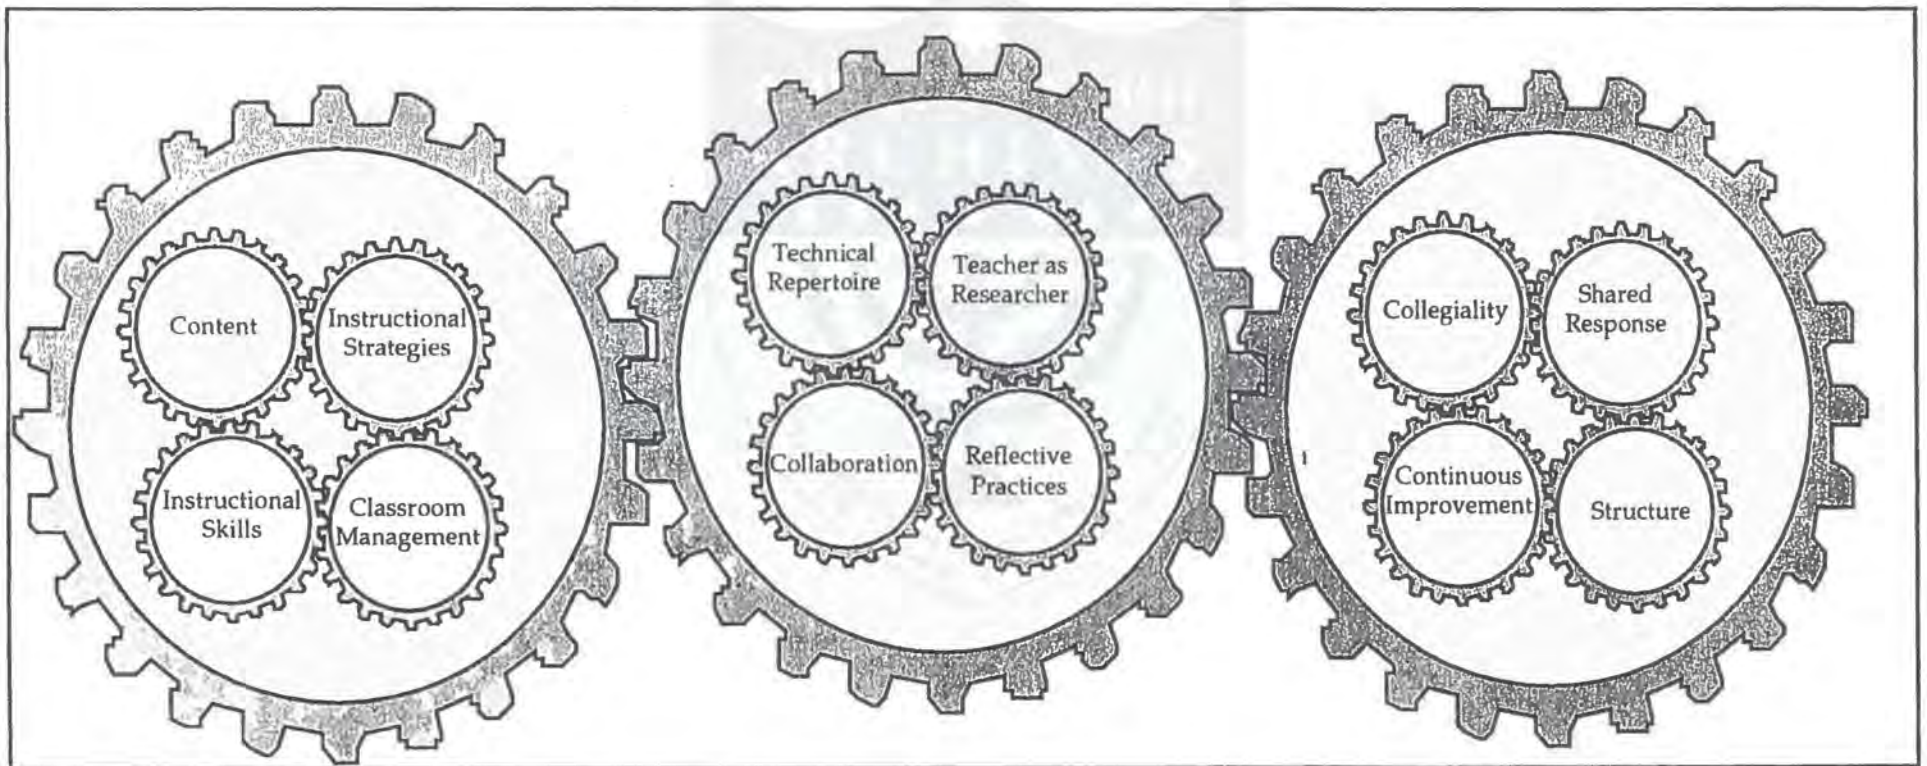 Content
Instructional
Strategies
Instructional
Skills
Classroom
Management
Technical
Repertoire
Teacher as
Researcher
Collaboration
Reflective
Practices
Collegiality
Shared
Response
Continuous
Improvement
Structure